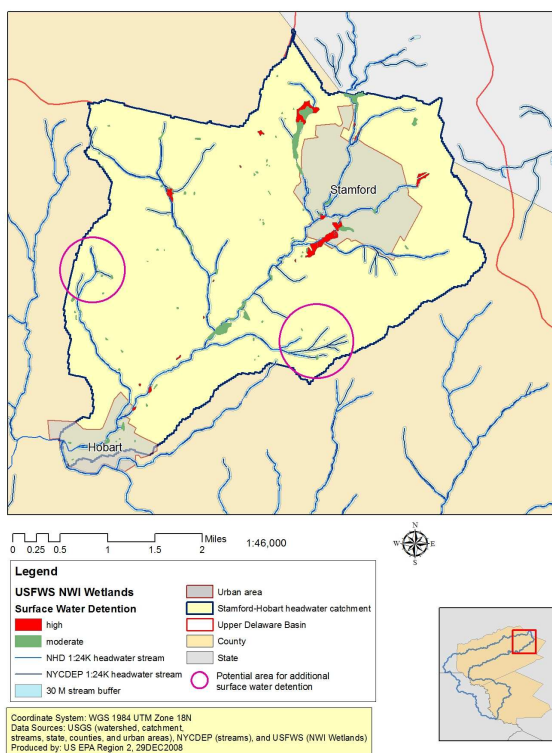 Stamford
Hobart
0 0.25 0.5 1 1.5 2 Miles
1:46,000
N
W E
S
Legend
USFWS NWI Wetlands
Surface Water Detention
high
moderate
NHD 1:24K headwater stream
NYCDEP 1:24K headwater stream
30 M stream buffer
Urban area
Stamford-Hobart headwater catchment
Upper Delaware Basin
County
State
Potential area for additional
surface water detention
Coordinate System: WGS 1984 UTM Zone 18N
Data Sources: USGS (watershed, catchment,
streams, state, counties, and urban areas), NYCDEP (streams), and USFWS (NWI Wetlands)
Produced by: US EPA Region 2, 29DEC2008